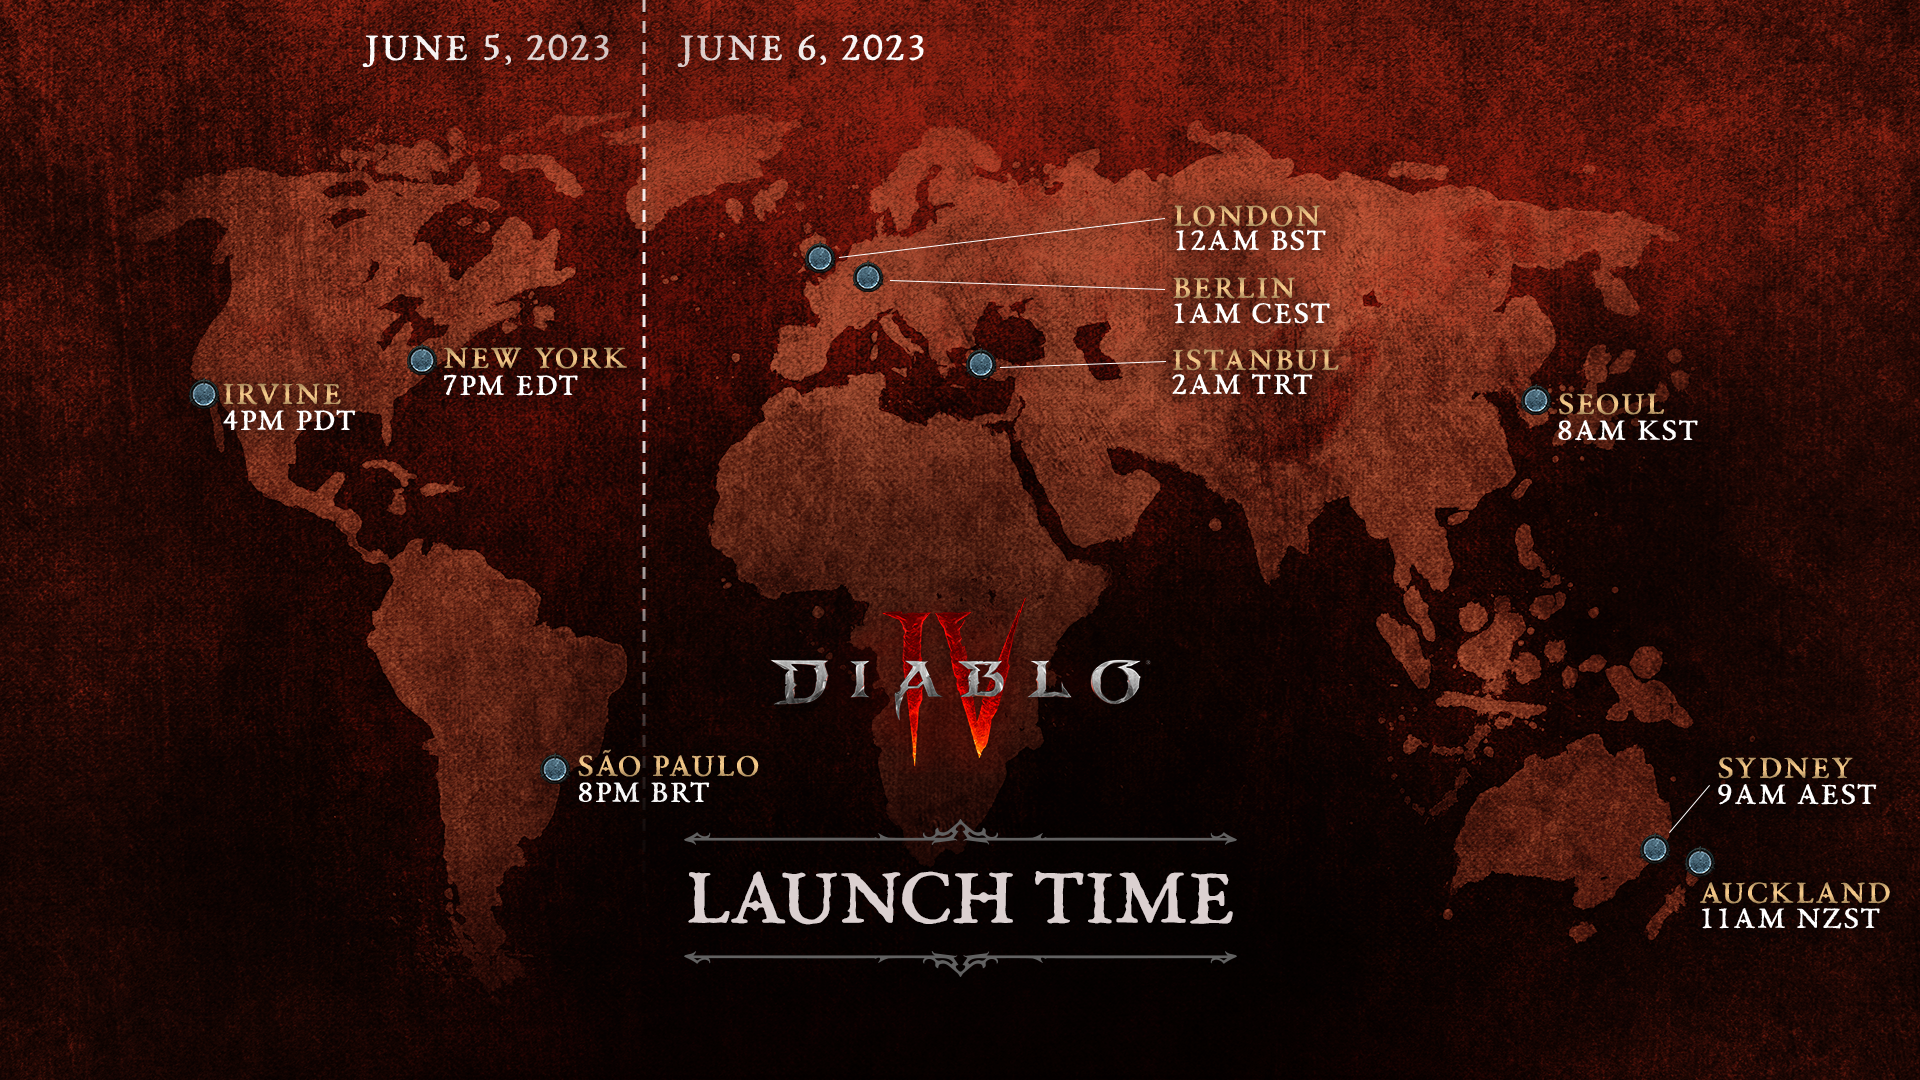 JUNE 5, 2023
JUNE 6, 2023
LONDON
12AM BST
BERLIN
1AM CEST
NEW YORK
7PM EDT
ISTANBUL
2AM TRT
IRVINE
4PM PDT
SEOUL
8AM KST
DIABLO
IV
SÃO PAULO
8PM BRT
SYDNEY
9AM AEST
LAUNCH TIME
AUCKLAND
11AM NZST